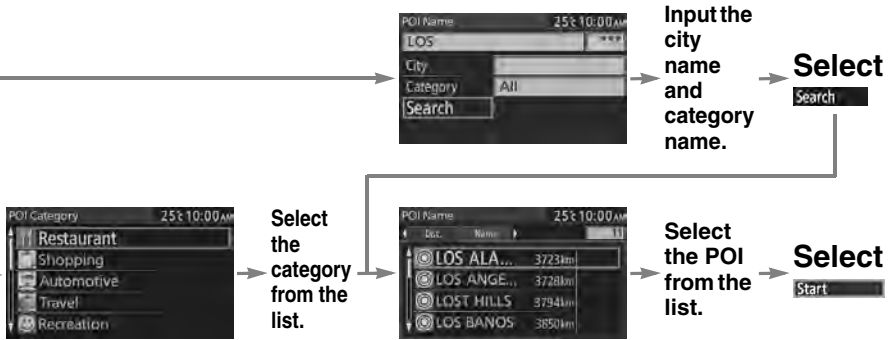 POI Name 25℃ 10:00AM
LOS ***
City
Category All
Search
Input the
city
name
and
category
name.
Select
Search
POI Category 25℃ 10:00AM
Restaurant
Shopping
Automotive
Travel
Recreation
Select
the
category
from the
list.
POI Name 25℃ 10:00AM
Dist. Name
LOS ALA... 3723km
LOS ANGE... 3728km
LOST HILLS 3794km
LOS BANOS 3850km
Select
the POI
from the
list.
Select
Start